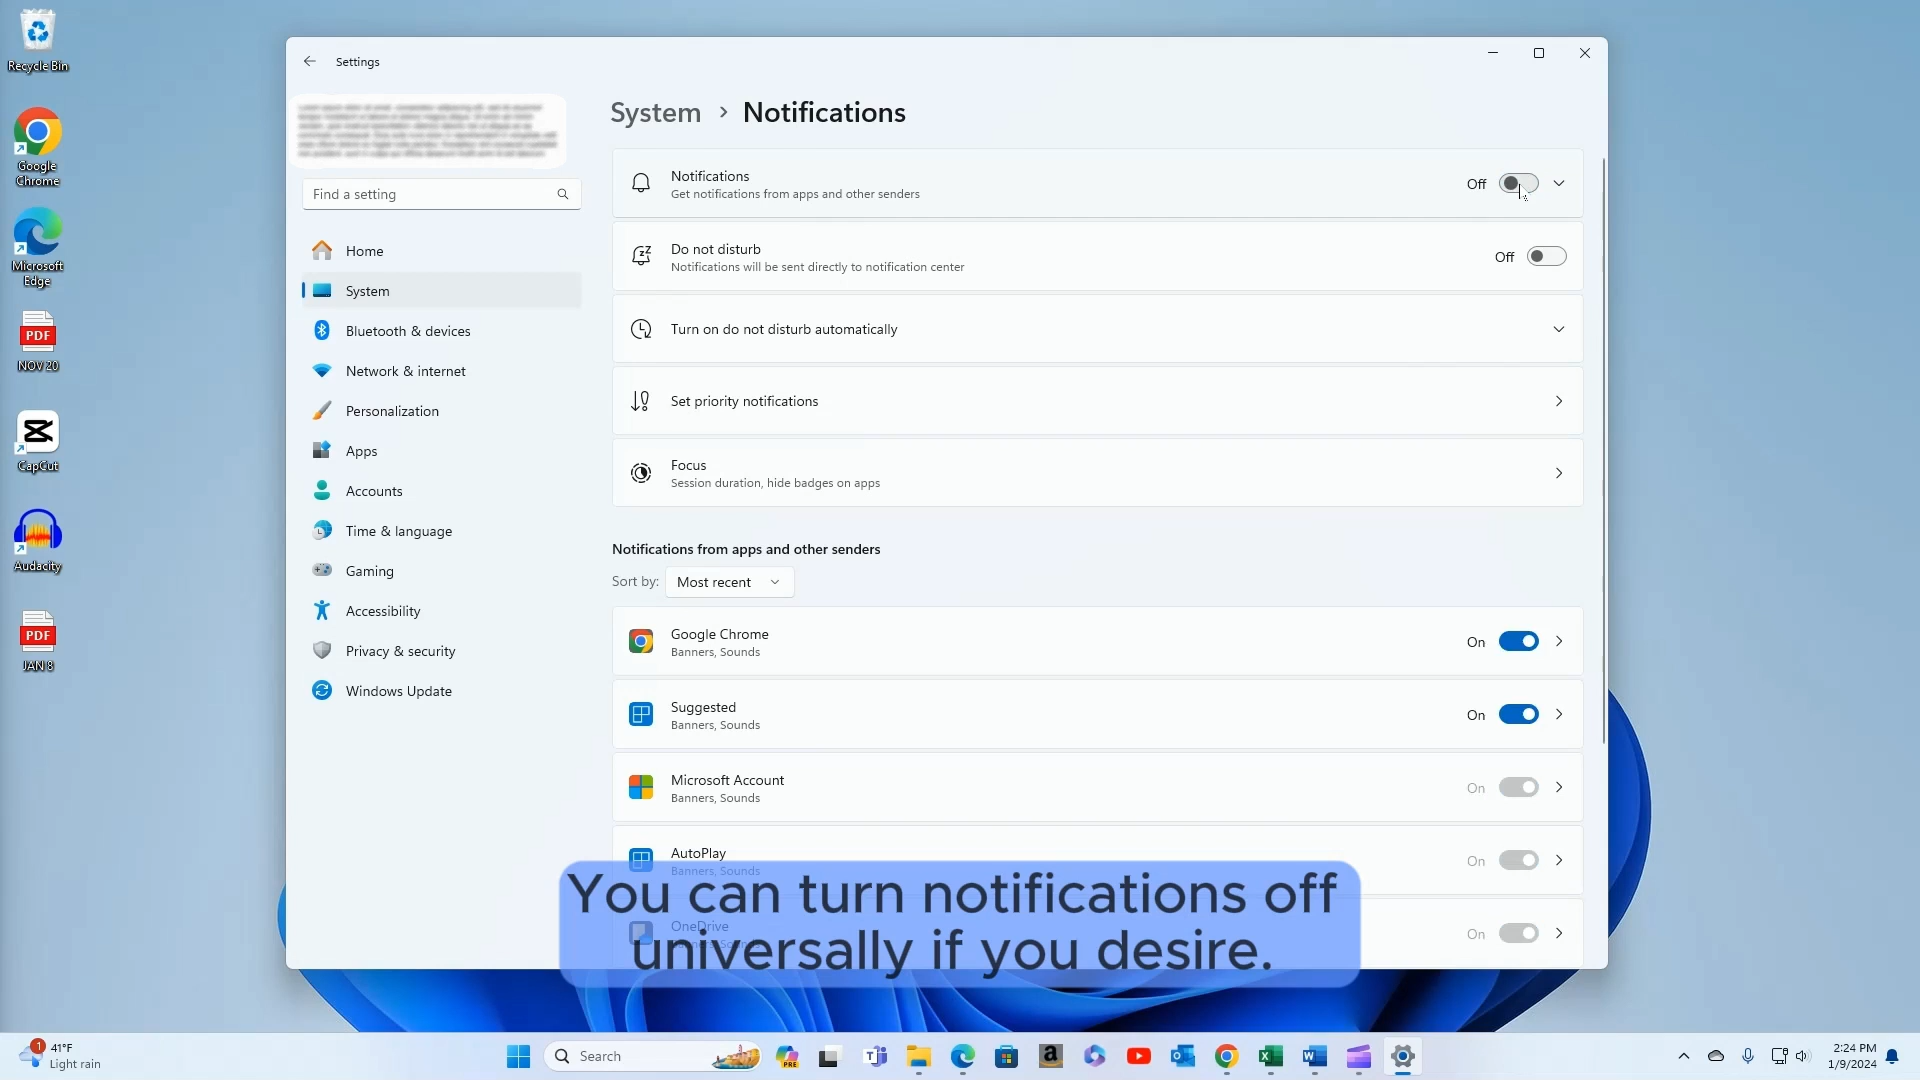 Recycle Bin
Google
Chrome
Microsoft
Edge
PDF
NOV 20
CapCut
Audacity
PDF
JAN 8
Settings
Find a setting
Home
System
Bluetooth & devices
Network & internet
Personalization
Apps
Accounts
Time & language
Gaming
Accessibility
Privacy & security
Windows Update
System > Notifications
Notifications
Get notifications from apps and other senders
Off
Do not disturb
Notifications will be sent directly to notification center
Off
Turn on do not disturb automatically
Set priority notifications
Focus
Session duration, hide badges on apps
Notifications from apps and other senders
Sort by: Most recent
Google Chrome
Banners, Sounds
On
Suggested
Banners, Sounds
On
Microsoft Account
Banners, Sounds
On
AutoPlay
Banners, Sounds
On
OneDrive
Banners, Sounds
On
You can turn notifications off
universally if you desire.
1
41°F
Light rain
Search
PRE
2:24 PM
1/9/2024